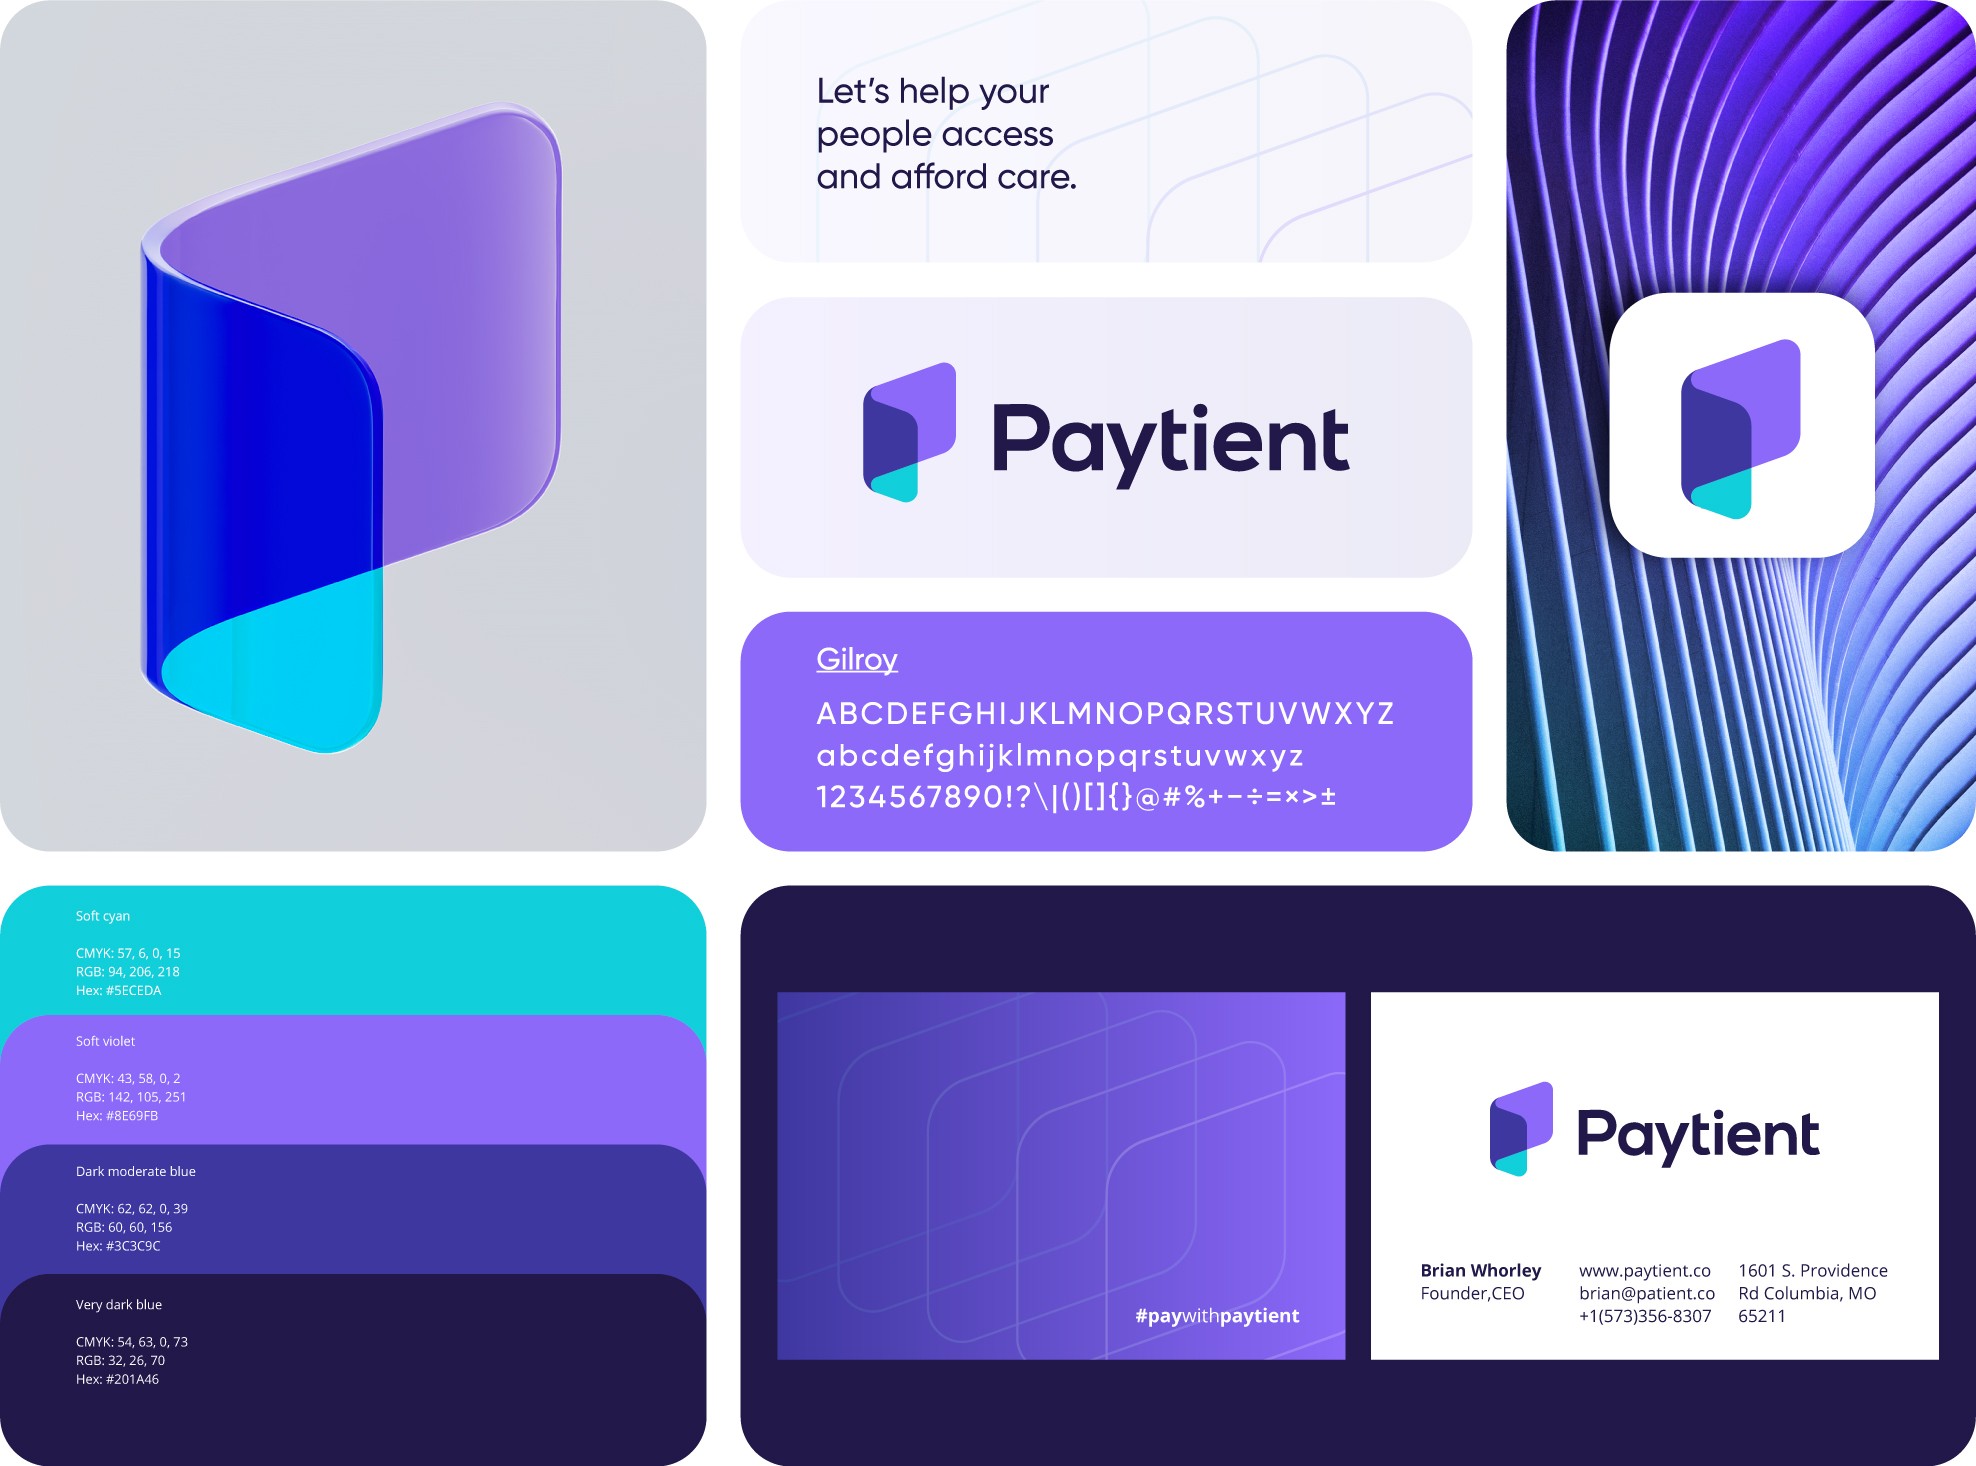 Let's help your
people access
and afford care.
Paytient
Gilroy
ABCDEFGHIJKLMNOPQRSTUVWXYZ
abcdefghijklmnopqrstuvwxyz
1234567890!?\|()[]{}@#%+−÷=×>±
Soft cyan
CMYK: 57, 6, 0, 15
RGB: 94, 206, 218
Hex: #5ECEDA
Soft violet
CMYK: 43, 58, 0, 2
RGB: 142, 105, 251
Hex: #8E69FB
Dark moderate blue
CMYK: 62, 62, 0, 39
RGB: 60, 60, 156
Hex: #3C3C9C
Very dark blue
CMYK: 54, 63, 0, 73
RGB: 32, 26, 70
Hex: #201A46
#paywithpaytient
Paytient
Brian Whorley
Founder,CEO
www.paytient.co
brian@patient.co
+1(573)356-8307
1601 S. Providence
Rd Columbia, MO
65211